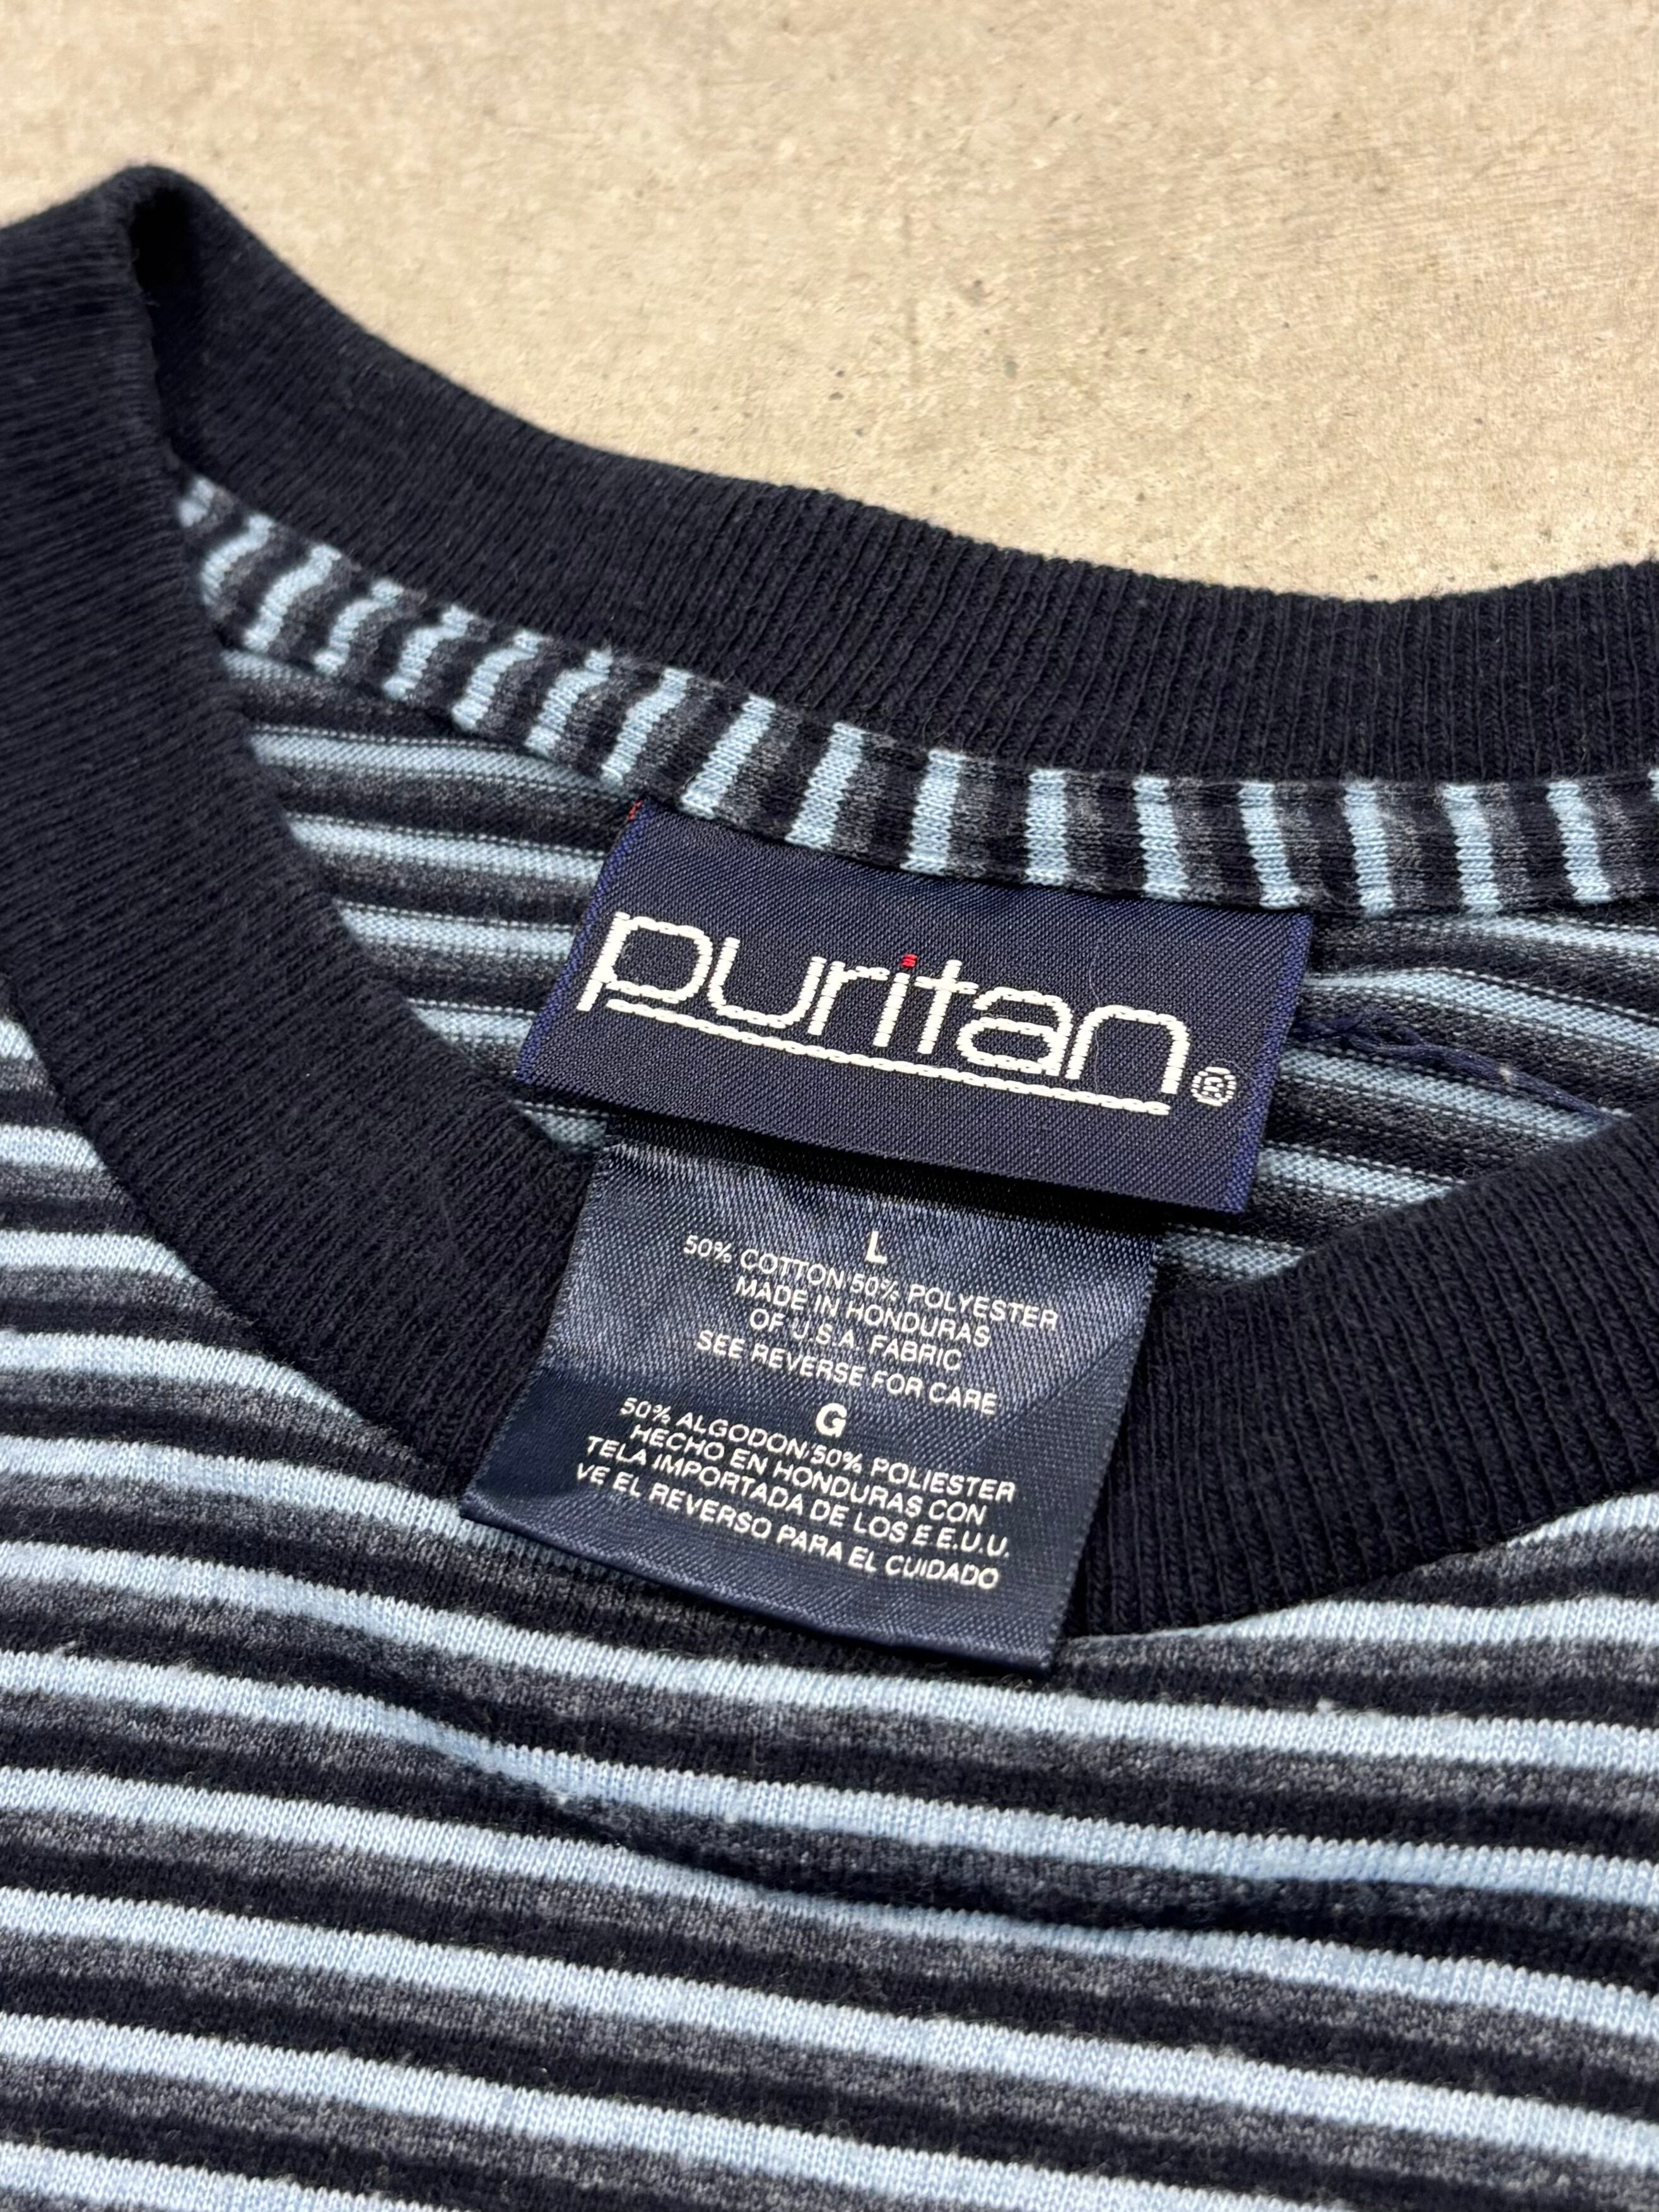 puritan®
L
50% COTTON/50% POLYESTER
MADE IN HONDURAS
OF U.S.A. FABRIC
SEE REVERSE FOR CARE
G
50% ALGODON/50% POLIESTER
HECHO EN HONDURAS CON
TELA IMPORTADA DE LOS E E.U.U.
VE EL REVERSO PARA EL CUIDADO